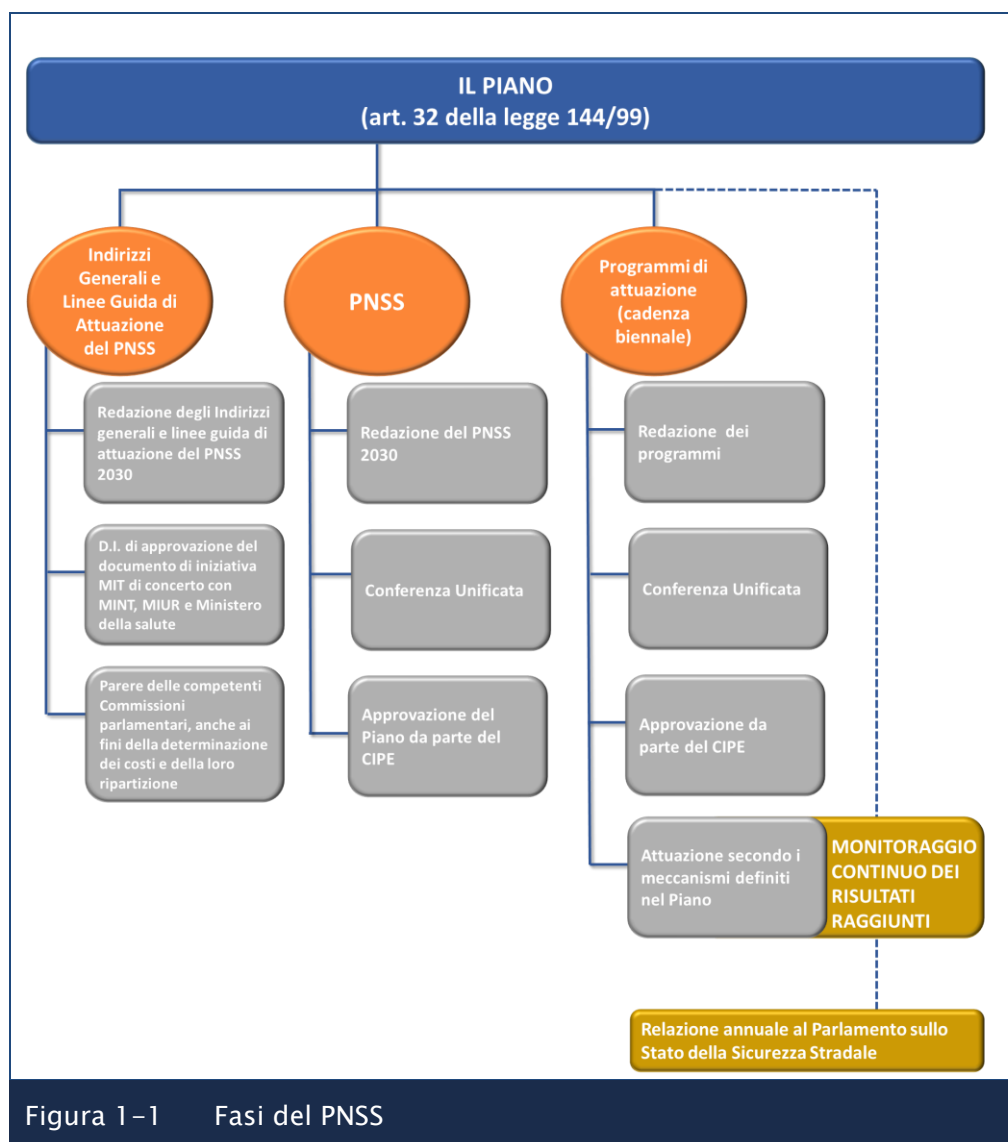 IL PIANO
(art. 32 della legge 144/99)
Indirizzi
Generali e
Linee Guida di
Attuazione
del PNSS
Redazione degli Indirizzi
generali e linee guida di
attuazione del PNSS
2030
D.I. di approvazione del
documento di iniziativa
MIT di concerto con
MINT, MIUR e Ministero
della salute
Parere delle competenti
Commissioni
parlamentari, anche ai
fini della determinazione
dei costi e della loro
ripartizione
PNSS
Redazione del PNSS
2030
Conferenza Unificata
Approvazione del
Piano da parte del
CIPE
Programmi di
attuazione
(cadenza
biennale)
Redazione dei
programmi
Conferenza Unificata
Approvazione da
parte del CIPE
Attuazione secondo i
meccanismi definiti
nel Piano
MONITORAGGIO
CONTINUO DEI
RISULTATI
RAGGIUNTI
Relazione annuale al Parlamento sullo
Stato della Sicurezza Stradale
Figura 1-1 Fasi del PNSS